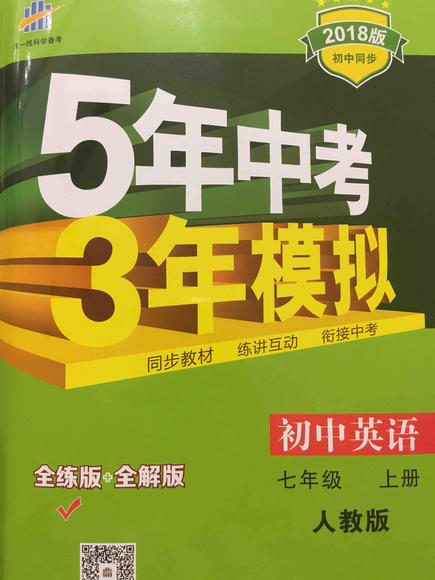 一线科学备考
2018版
初中同步
5年中考
3年模拟
同步教材 练讲互动 衔接中考
初中英语
全练版+全解版
七年级 上册
人教版